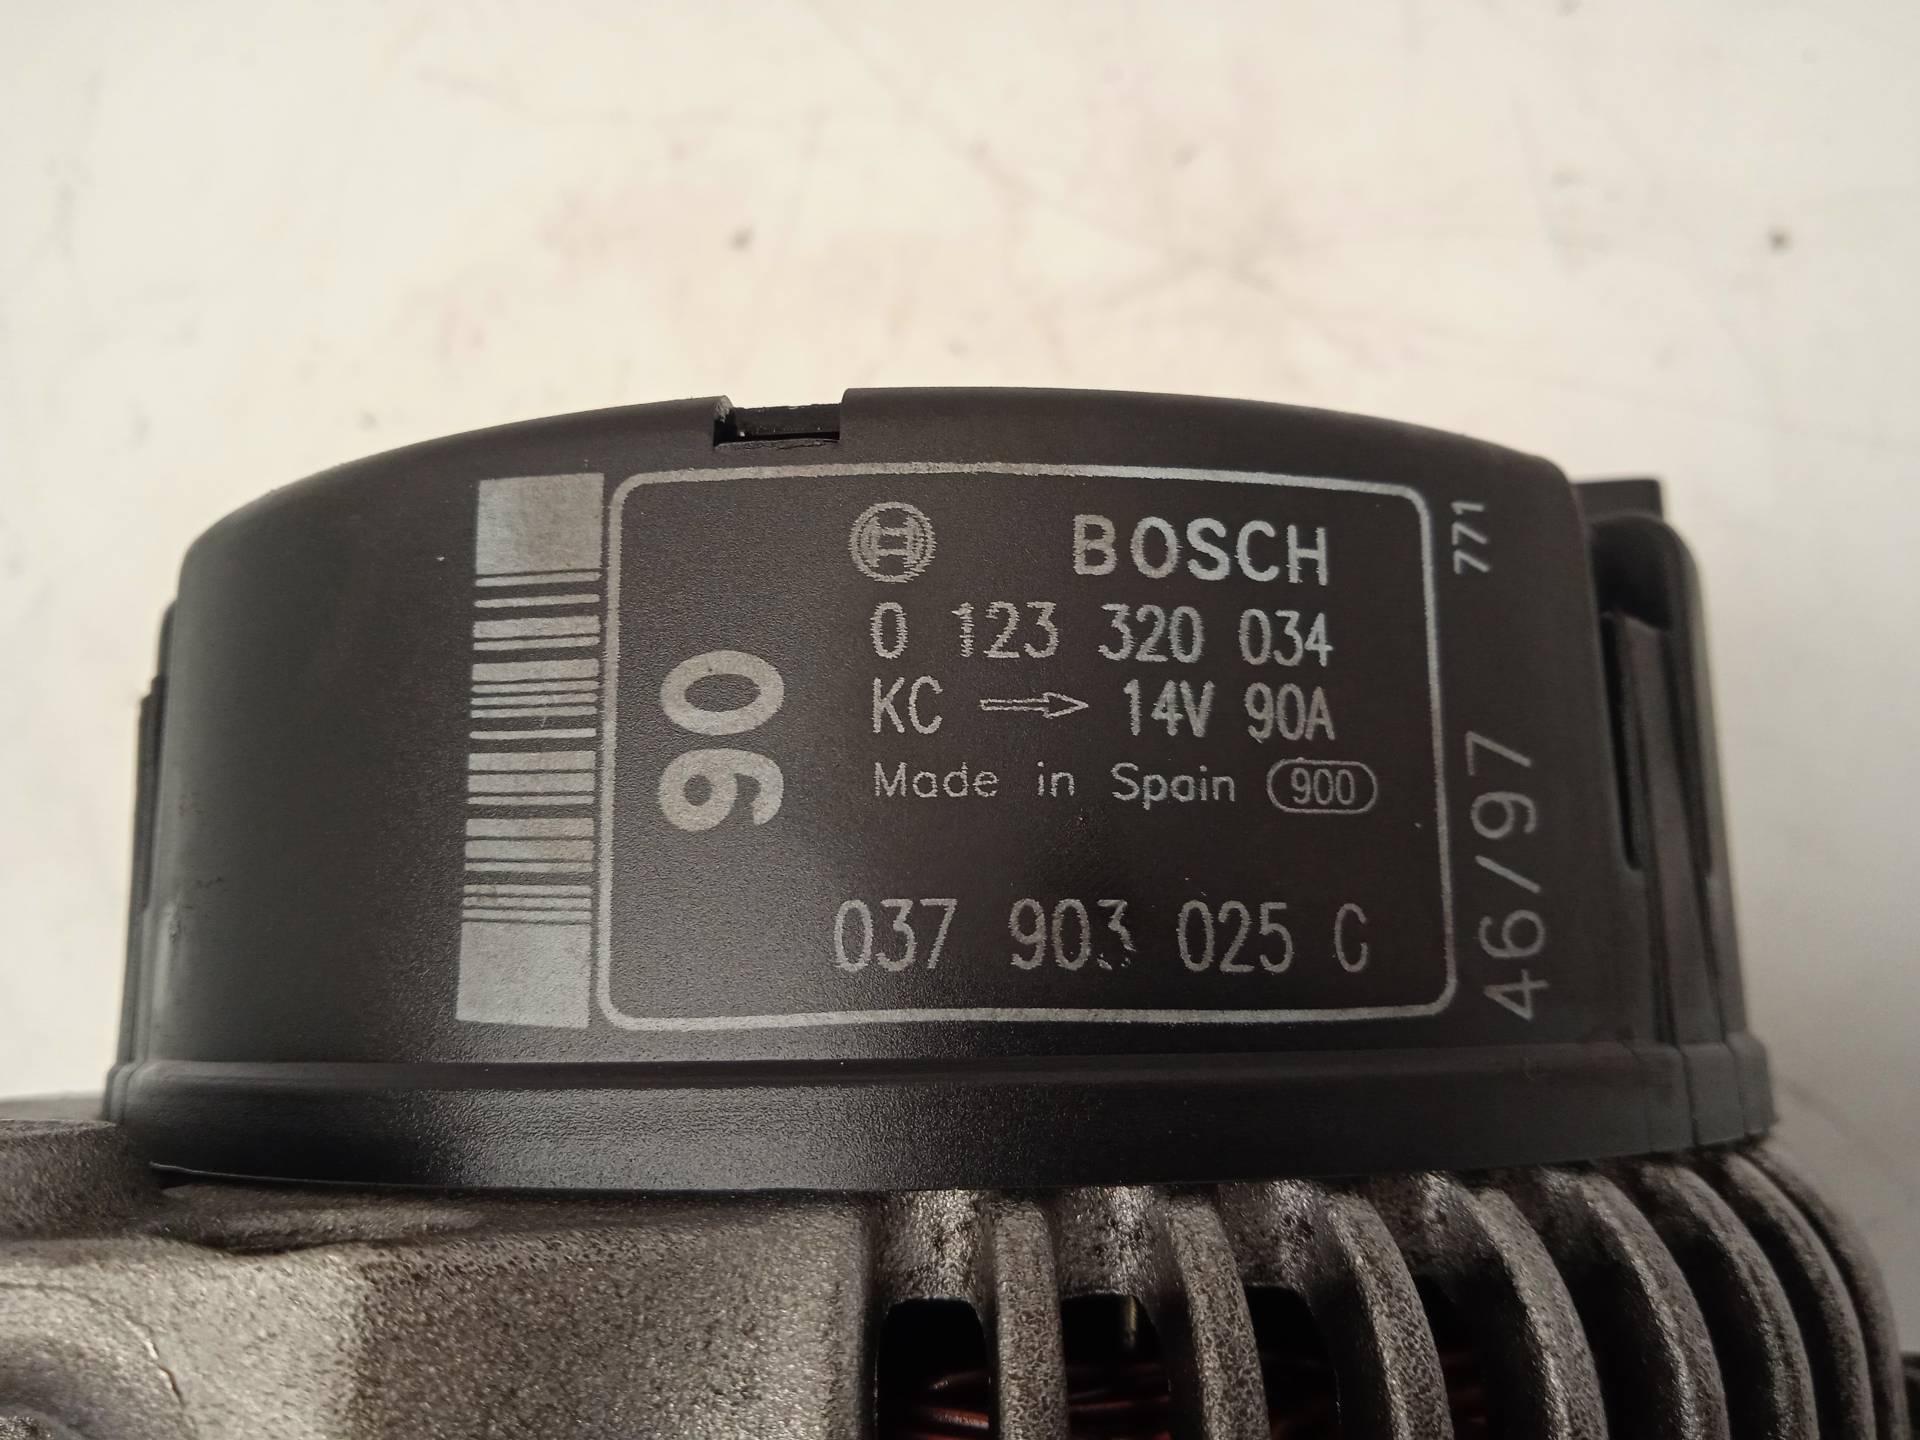 BOSCH
0 123 320 034
KC → 14V 90A
Made in Spain 900
037 903 025 C
90
771
46/97